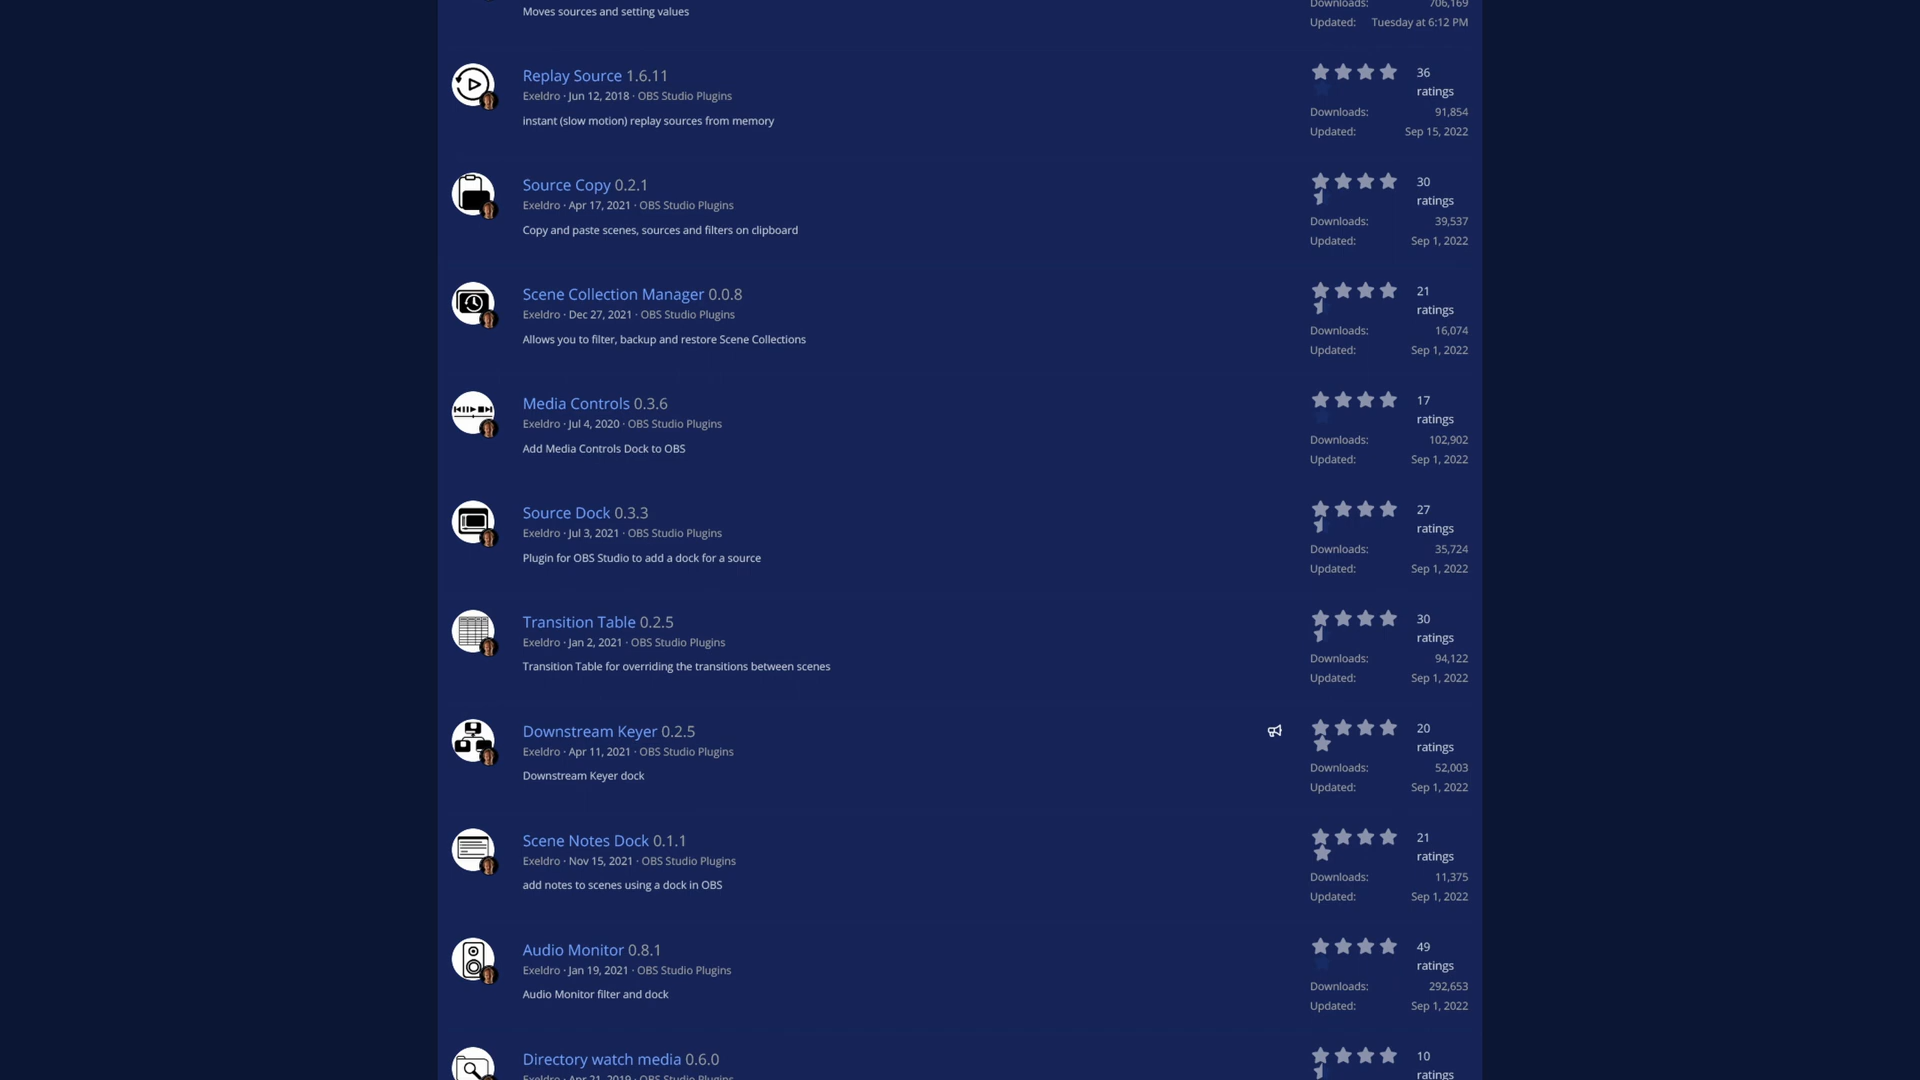 Downloads: 706,169
Moves sources and setting values
Updated: Tuesday at 6:12 PM
Replay Source 1.6.11
36
ratings
Exeldro · Jun 12, 2018 · OBS Studio Plugins
instant (slow motion) replay sources from memory
Downloads: 91,854
Updated: Sep 15, 2022
Source Copy 0.2.1
30
ratings
Exeldro · Apr 17, 2021 · OBS Studio Plugins
Copy and paste scenes, sources and filters on clipboard
Downloads: 39,537
Updated: Sep 1, 2022
Scene Collection Manager 0.0.8
21
ratings
Exeldro · Dec 27, 2021 · OBS Studio Plugins
Allows you to filter, backup and restore Scene Collections
Downloads: 16,074
Updated: Sep 1, 2022
Media Controls 0.3.6
17
ratings
Exeldro · Jul 4, 2020 · OBS Studio Plugins
Add Media Controls Dock to OBS
Downloads: 102,902
Updated: Sep 1, 2022
Source Dock 0.3.3
27
ratings
Exeldro · Jul 3, 2021 · OBS Studio Plugins
Plugin for OBS Studio to add a dock for a source
Downloads: 35,724
Updated: Sep 1, 2022
Transition Table 0.2.5
30
ratings
Exeldro · Jan 2, 2021 · OBS Studio Plugins
Transition Table for overriding the transitions between scenes
Downloads: 94,122
Updated: Sep 1, 2022
Downstream Keyer 0.2.5
20
ratings
Exeldro · Apr 11, 2021 · OBS Studio Plugins
Downstream Keyer dock
Downloads: 52,003
Updated: Sep 1, 2022
Scene Notes Dock 0.1.1
21
ratings
Exeldro · Nov 15, 2021 · OBS Studio Plugins
add notes to scenes using a dock in OBS
Downloads: 11,375
Updated: Sep 1, 2022
Audio Monitor 0.8.1
49
ratings
Exeldro · Jan 19, 2021 · OBS Studio Plugins
Audio Monitor filter and dock
Downloads: 292,653
Updated: Sep 1, 2022
Directory watch media 0.6.0
10
ratings
Exeldro · Apr 21, 2019 · OBS Studio Plugins